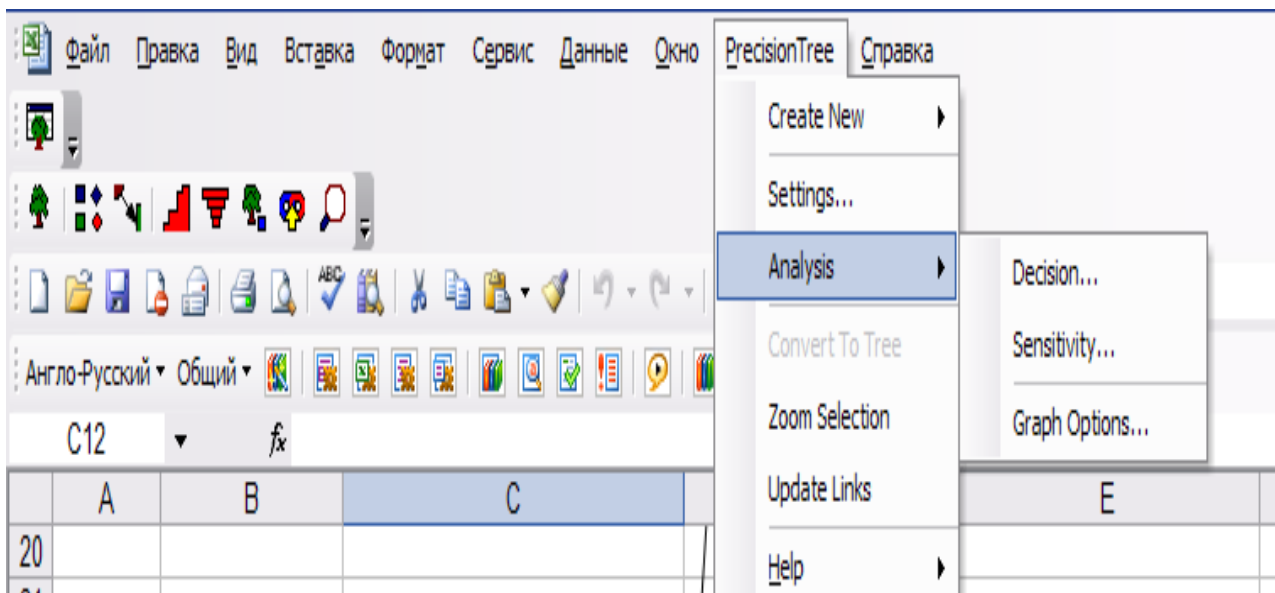 Файл Правка Вид Вставка Формат Сервис Данные Окно PrecisionTree Справка
Create New
Settings...
Analysis
Decision...
Sensitivity...
Graph Options...
Convert To Tree
Zoom Selection
Update Links
Help
ABC
Англо-Русский Общий
C12 fx
A B C E
20